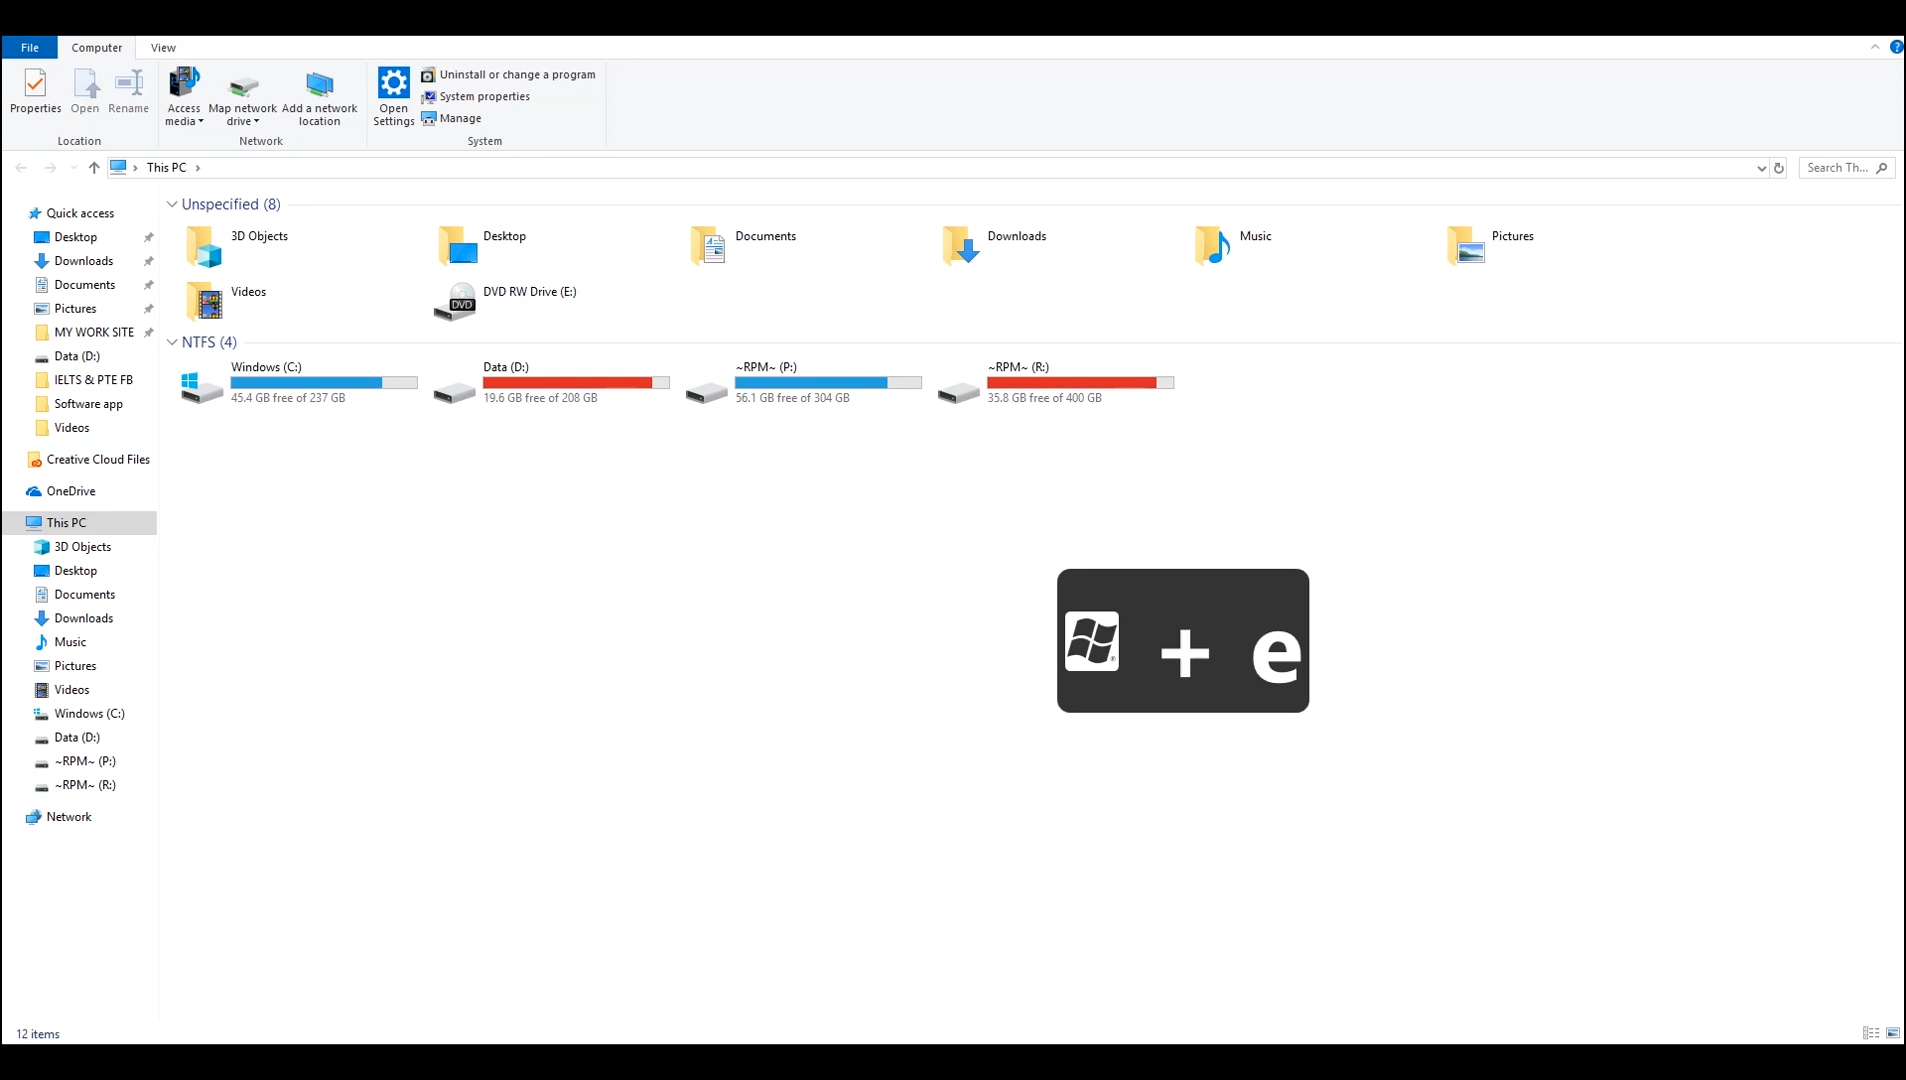 File
Computer
View
Properties
Open
Rename
Location
Access
media
Map network
drive
Add a network
location
Network
Open
Settings
Uninstall or change a program
System properties
Manage
System
This PC
Search Th...
Quick access
Desktop
Downloads
Documents
Pictures
MY WORK SITE
Data (D:)
IELTS & PTE FB
Software app
Videos
Creative Cloud Files
OneDrive
This PC
3D Objects
Desktop
Documents
Downloads
Music
Pictures
Videos
Windows (C:)
Data (D:)
~RPM~ (P:)
~RPM~ (R:)
Network
Unspecified (8)
3D Objects
Desktop
Documents
Downloads
Music
Pictures
Videos
DVD
DVD RW Drive (E:)
NTFS (4)
Windows (C:)
45.4 GB free of 237 GB
Data (D:)
19.6 GB free of 208 GB
~RPM~ (P:)
56.1 GB free of 304 GB
~RPM~ (R:)
35.8 GB free of 400 GB
+ e
12 items